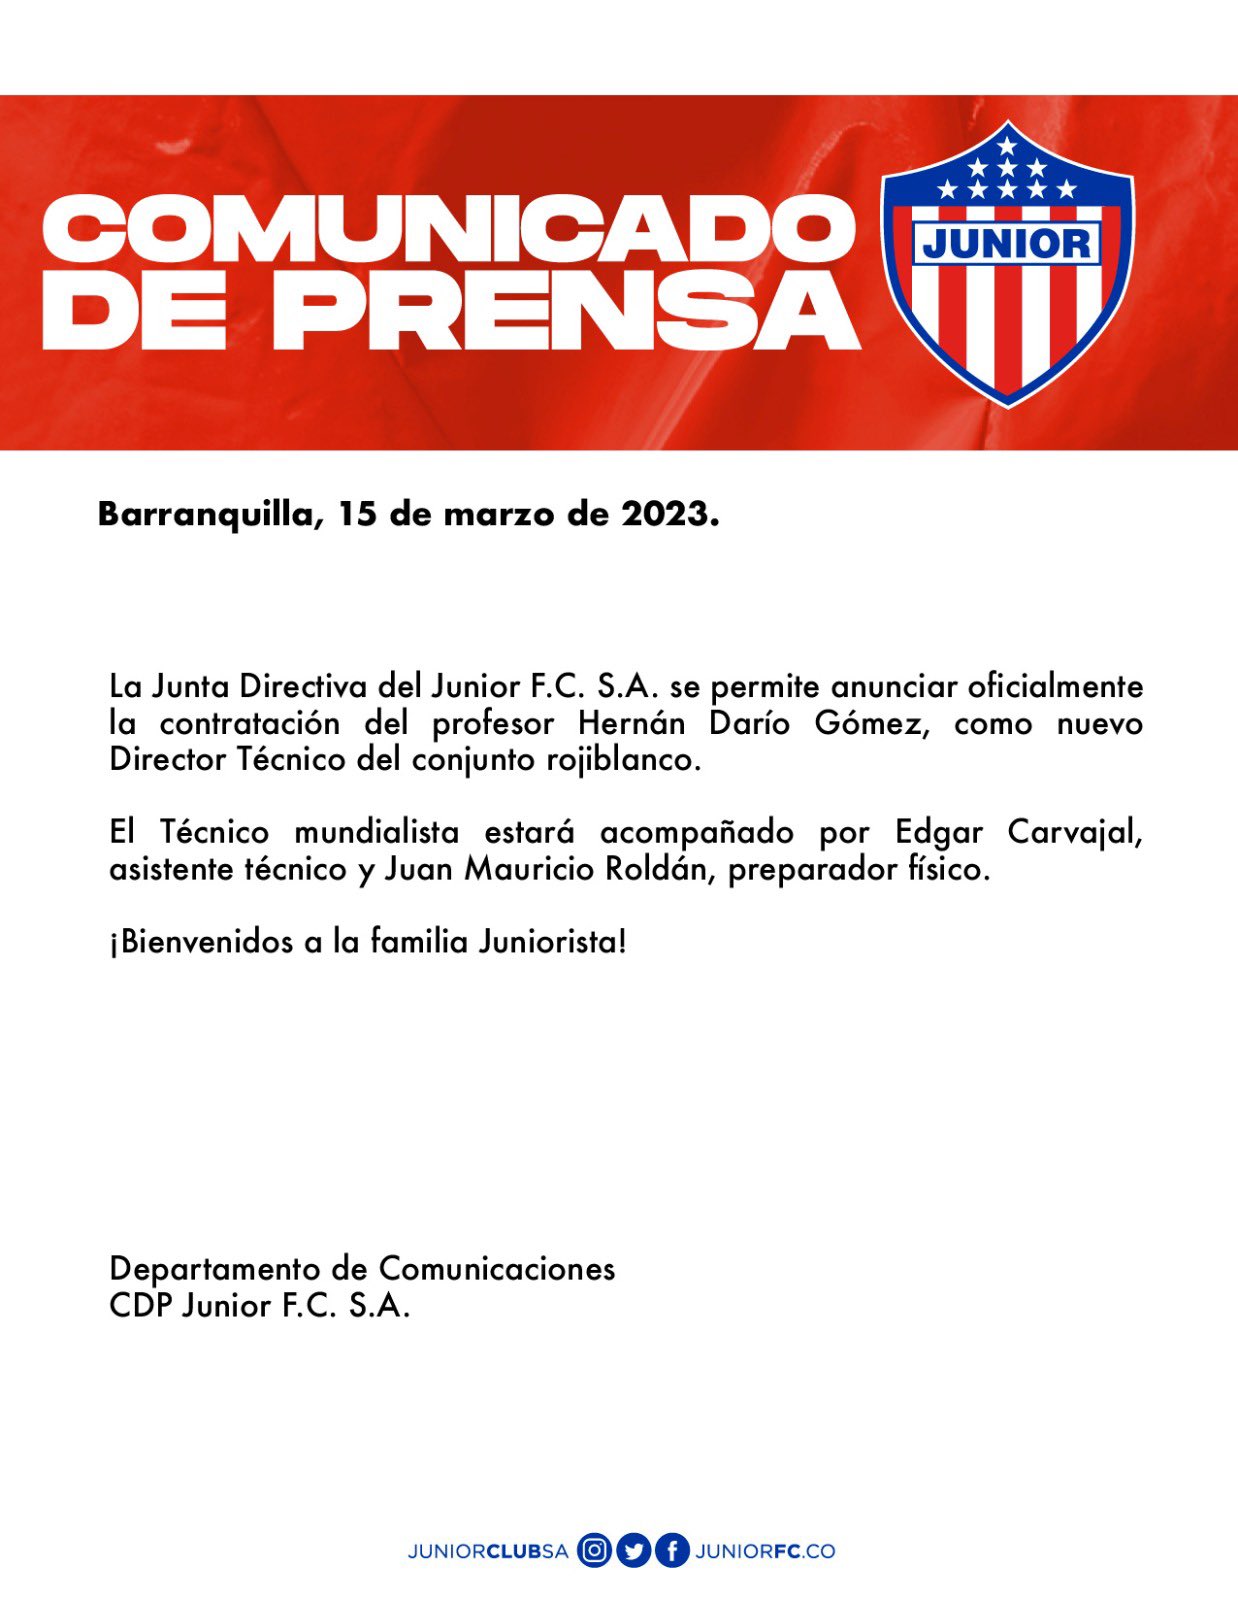 COMUNICADO
DE PRENSA
JUNIOR
Barranquilla, 15 de marzo de 2023.
La Junta Directiva del Junior F.C. S.A. se permite anunciar oficialmente
la contratación del profesor Hernán Darío Gómez, como nuevo
Director Técnico del conjunto rojiblanco.
El Técnico mundialista estará acompañado por Edgar Carvajal,
asistente técnico y Juan Mauricio Roldán, preparador físico.
¡Bienvenidos a la familia Juniorista!
Departamento de Comunicaciones
CDP Junior F.C. S.A.
JUNIORCLUBSA JUNIORFC.CO